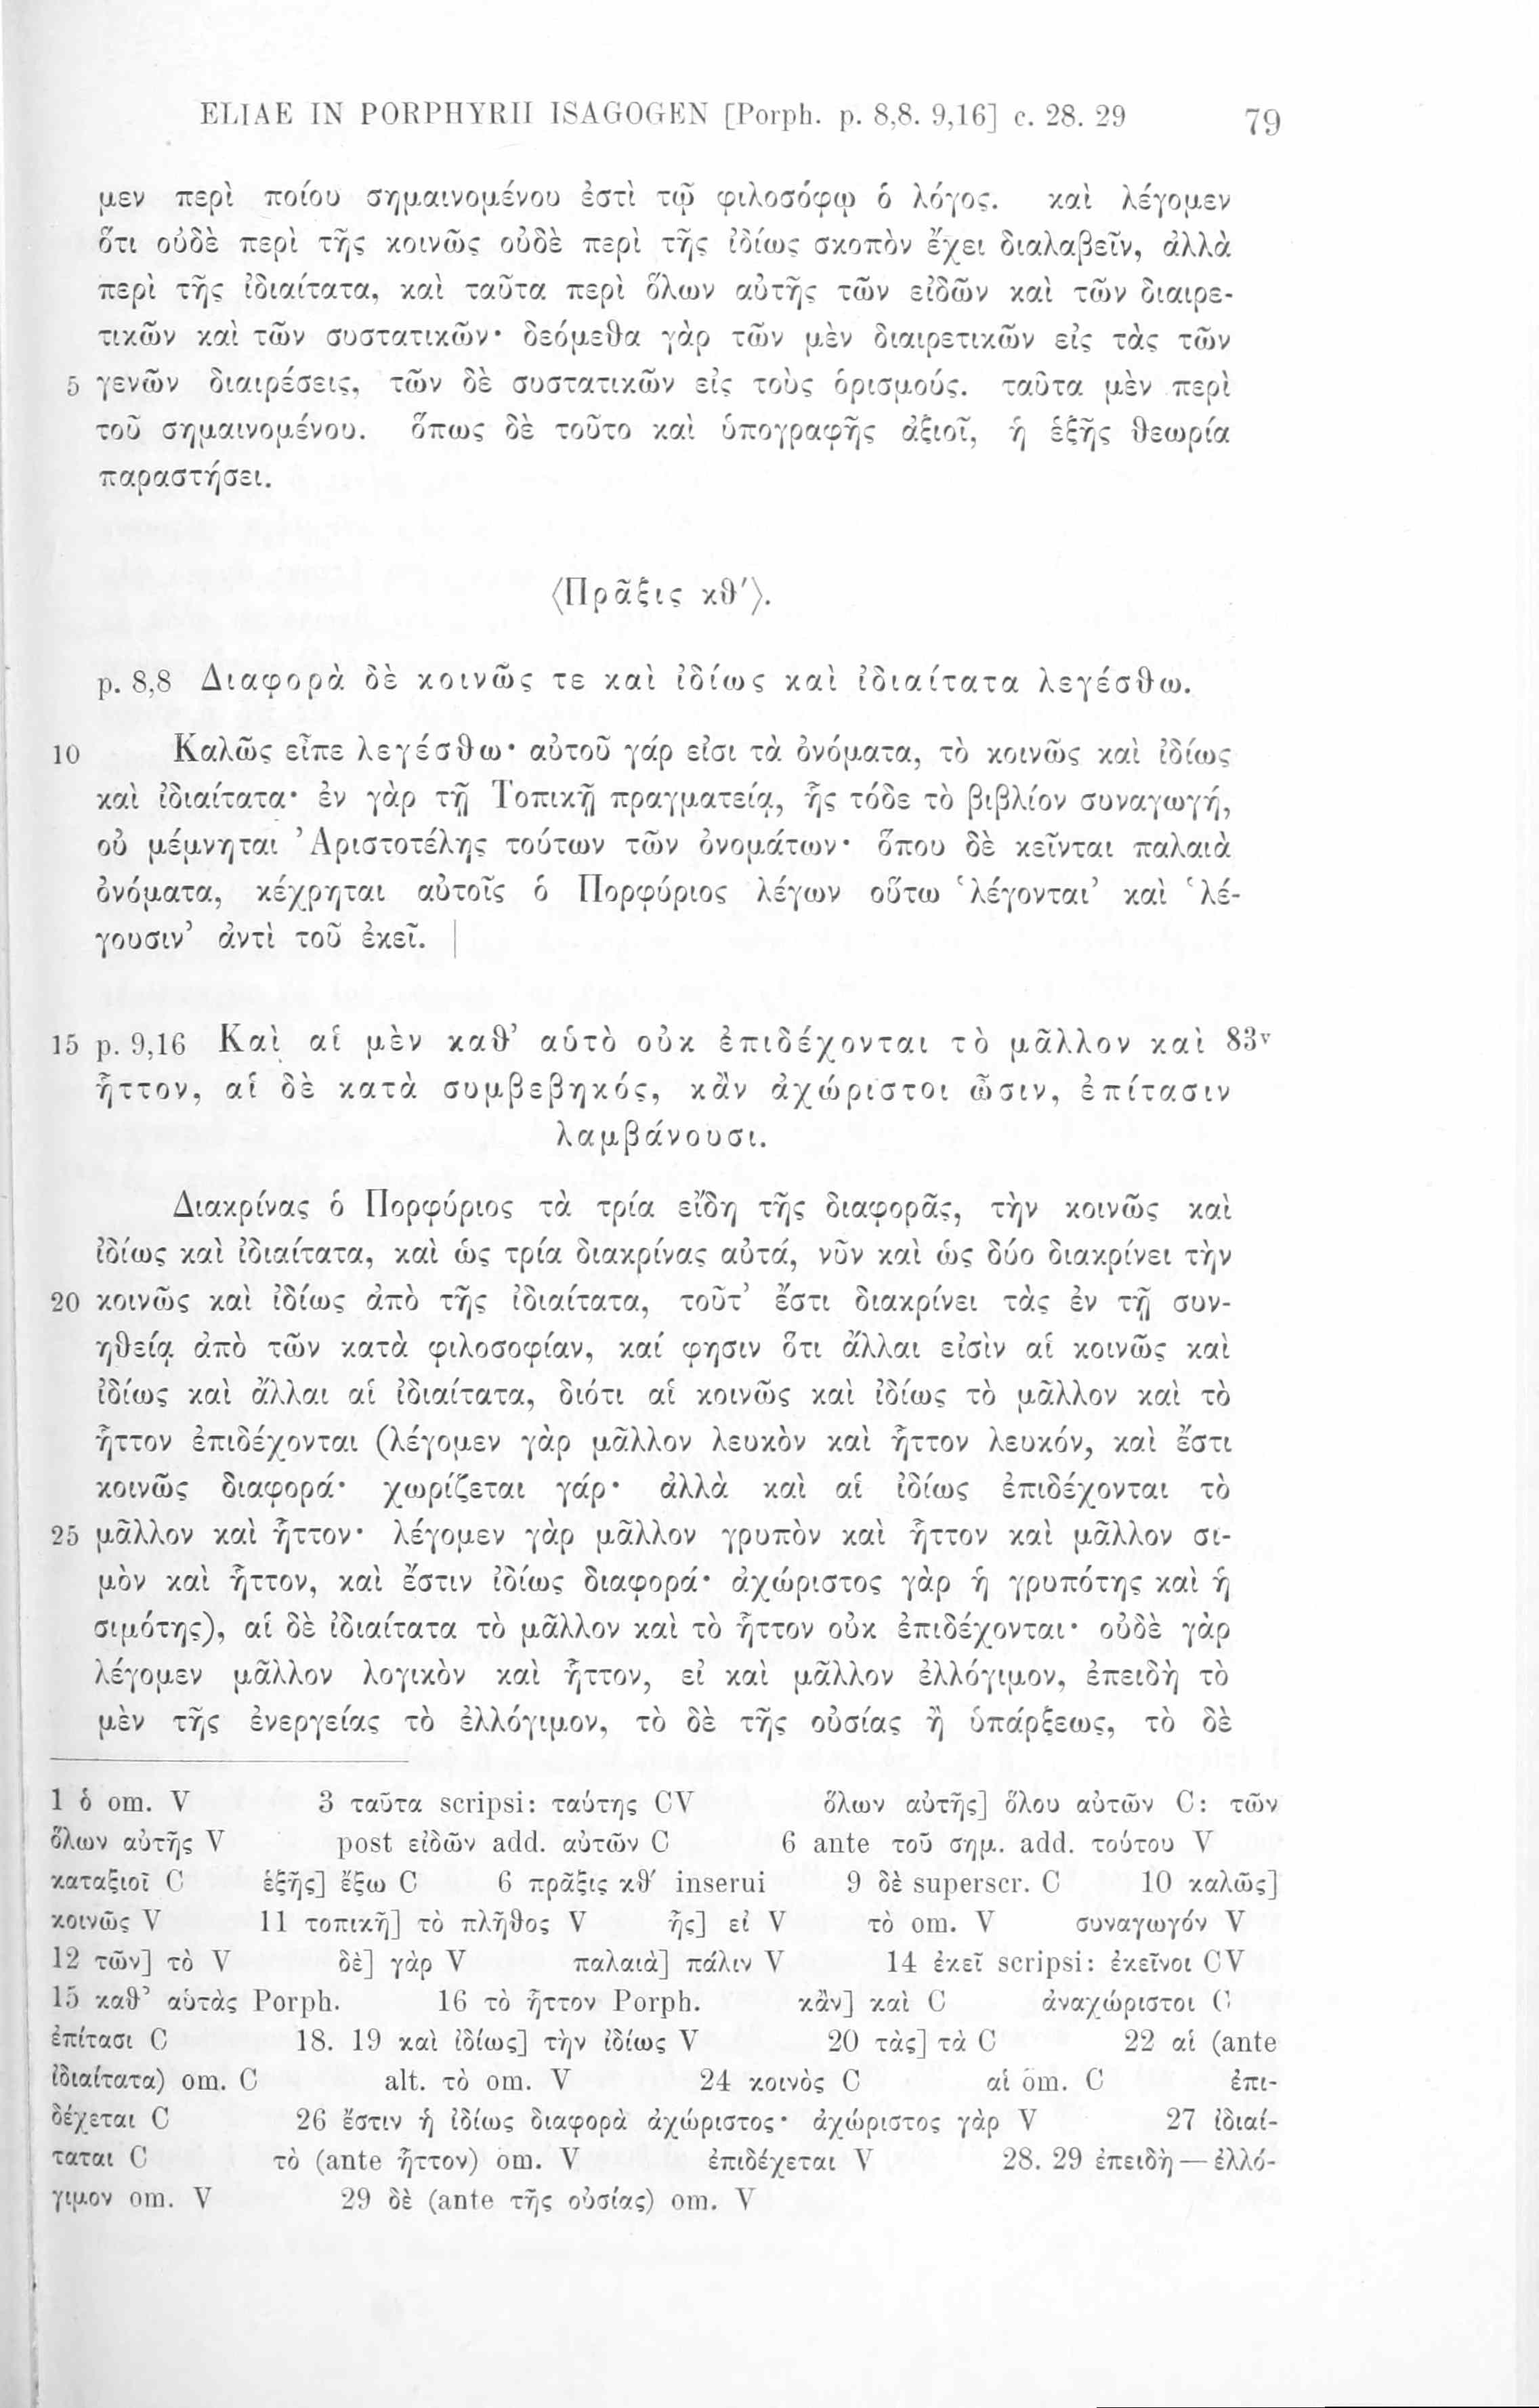 ELIAE IN PORPHYRII ISAGOGEN [Porph. p. 8,8. 9,16] c. 28. 29 79
μεν περὶ ποίου σημαινομένου ἐστὶ τῷ φιλοσόφῳ ὁ λόγος. καὶ λέγομεν
ὅτι οὐδὲ περὶ τῆς κοινῶς οὐδὲ περὶ τῆς ἰδίως σκοπὸν ἔχει διαλαβεῖν, ἀλλὰ
περὶ τῆς ἰδιαίτατα, καὶ ταῦτα περὶ ὅλων αὐτῆς τῶν εἰδῶν καὶ τῶν διαιρε-
τικῶν καὶ τῶν συστατικῶν· δεόμεθα γὰρ τῶν μὲν διαιρετικῶν εἰς τὰς τῶν
5 γενῶν διαιρέσεις, τῶν δὲ συστατικῶν εἰς τοὺς ὁρισμούς. ταῦτα μὲν περὶ
τοῦ σημαινομένου. ὅπως δὲ τοῦτο καὶ ὑπογραφῆς ἀξιοῖ, ἡ ἑξῆς θεωρία
παραστήσει.
⟨Πρᾶξις κθ′⟩.
p. 8,8 Διαφορὰ δὲ κοινῶς τε καὶ ἰδίως καὶ ἰδιαίτατα λεγέσθω.
10 Καλῶς εἶπε λεγέσθω· αὐτοῦ γάρ εἰσι τὰ ὀνόματα, τὸ κοινῶς καὶ ἰδίως
καὶ ἰδιαίτατα· ἐν γὰρ τῇ Τοπικῇ πραγματείᾳ, ἧς τόδε τὸ βιβλίον συναγωγή,
οὐ μέμνηται Ἀριστοτέλης τούτων τῶν ὀνομάτων· ὅπου δὲ κεῖνται παλαιὰ
ὀνόματα, κέχρηται αὐτοῖς ὁ Πορφύριος λέγων οὕτω ‘λέγονται’ καὶ ‘λέ-
γουσιν’ ἀντὶ τοῦ ἐκεῖ. |
15 p. 9,16 Καὶ αἱ μὲν καθ’ αὑτὸ οὐκ ἐπιδέχονται τὸ μᾶλλον καὶ 83v
ἧττον, αἱ δὲ κατὰ συμβεβηκός, κἂν ἀχώριστοι ὦσιν, ἐπίτασιν
λαμβάνουσι.
Διακρίνας ὁ Πορφύριος τὰ τρία εἴδη τῆς διαφορᾶς, τὴν κοινῶς καὶ
ἰδίως καὶ ἰδιαίτατα, καὶ ὡς τρία διακρίνας αὐτά, νῦν καὶ ὡς δύο διακρίνει τὴν
20 κοινῶς καὶ ἰδίως ἀπὸ τῆς ἰδιαίτατα, τοῦτ’ ἔστι διακρίνει τὰς ἐν τῇ συν-
ηθείᾳ ἀπὸ τῶν κατὰ φιλοσοφίαν, καί φησιν ὅτι ἄλλαι εἰσὶν αἱ κοινῶς καὶ
ἰδίως καὶ ἄλλαι αἱ ἰδιαίτατα, διότι αἱ κοινῶς καὶ ἰδίως τὸ μᾶλλον καὶ τὸ
ἧττον ἐπιδέχονται (λέγομεν γὰρ μᾶλλον λευκὸν καὶ ἧττον λευκόν, καὶ ἔστι
κοινῶς διαφορά· χωρίζεται γάρ· ἀλλὰ καὶ αἱ ἰδίως ἐπιδέχονται τὸ
25 μᾶλλον καὶ ἧττον· λέγομεν γὰρ μᾶλλον γρυπὸν καὶ ἧττον καὶ μᾶλλον σι-
μὸν καὶ ἧττον, καὶ ἔστιν ἰδίως διαφορά· ἀχώριστος γὰρ ἡ γρυπότης καὶ ἡ
σιμότης), αἱ δὲ ἰδιαίτατα τὸ μᾶλλον καὶ τὸ ἧττον οὐκ ἐπιδέχονται· οὐδὲ γὰρ
λέγομεν μᾶλλον λογικὸν καὶ ἧττον, εἰ καὶ μᾶλλον ἐλλόγιμον, ἐπειδὴ τὸ
μὲν τῆς ἐνεργείας τὸ ἐλλόγιμον, τὸ δὲ τῆς οὐσίας ἢ ὑπάρξεως, τὸ δὲ
1 ὁ om. V 3 ταῦτα scripsi: ταύτης CV ὅλων αὐτῆς] ὅλου αὐτῶν C: τῶν
ὅλων αὐτῆς V post εἰδῶν add. αὐτῶν C 6 ante τοῦ σημ. add. τούτου V
καταξιοῖ C ἑξῆς] ἔξω C 6 πρᾶξις κθ′ inserui 9 δὲ superscr. C 10 καλῶς]
κοινῶς V 11 τοπικῇ] τὸ πλῆθος V ἧς] εἰ V τὸ om. V συναγωγόν V
12 τῶν] τὸ V δὲ] γὰρ V παλαιὰ] πάλιν V 14 ἐκεῖ scripsi: ἐκεῖνοι CV
15 καθ’ αὑτὰς Porph. 16 τὸ ἧττον Porph. κἂν] καὶ C ἀναχώριστοι C
ἐπίτασι C 18. 19 καὶ ἰδίως] τὴν ἰδίως V 20 τὰς] τὰ C 22 αἱ (ante
ἰδιαίτατα) om. C alt. τὸ om. V 24 κοινὸς C αἱ om. C ἐπι-
δέχεται C 26 ἔστιν ἡ ἰδίως διαφορὰ ἀχώριστος· ἀχώριστος γὰρ V 27 ἰδιαί-
ταται C τὸ (ante ἧττον) om. V ἐπιδέχεται V 28. 29 ἐπειδὴ — ἐλλό-
γιμον om. V 29 δὲ (ante τῆς οὐσίας) om. V